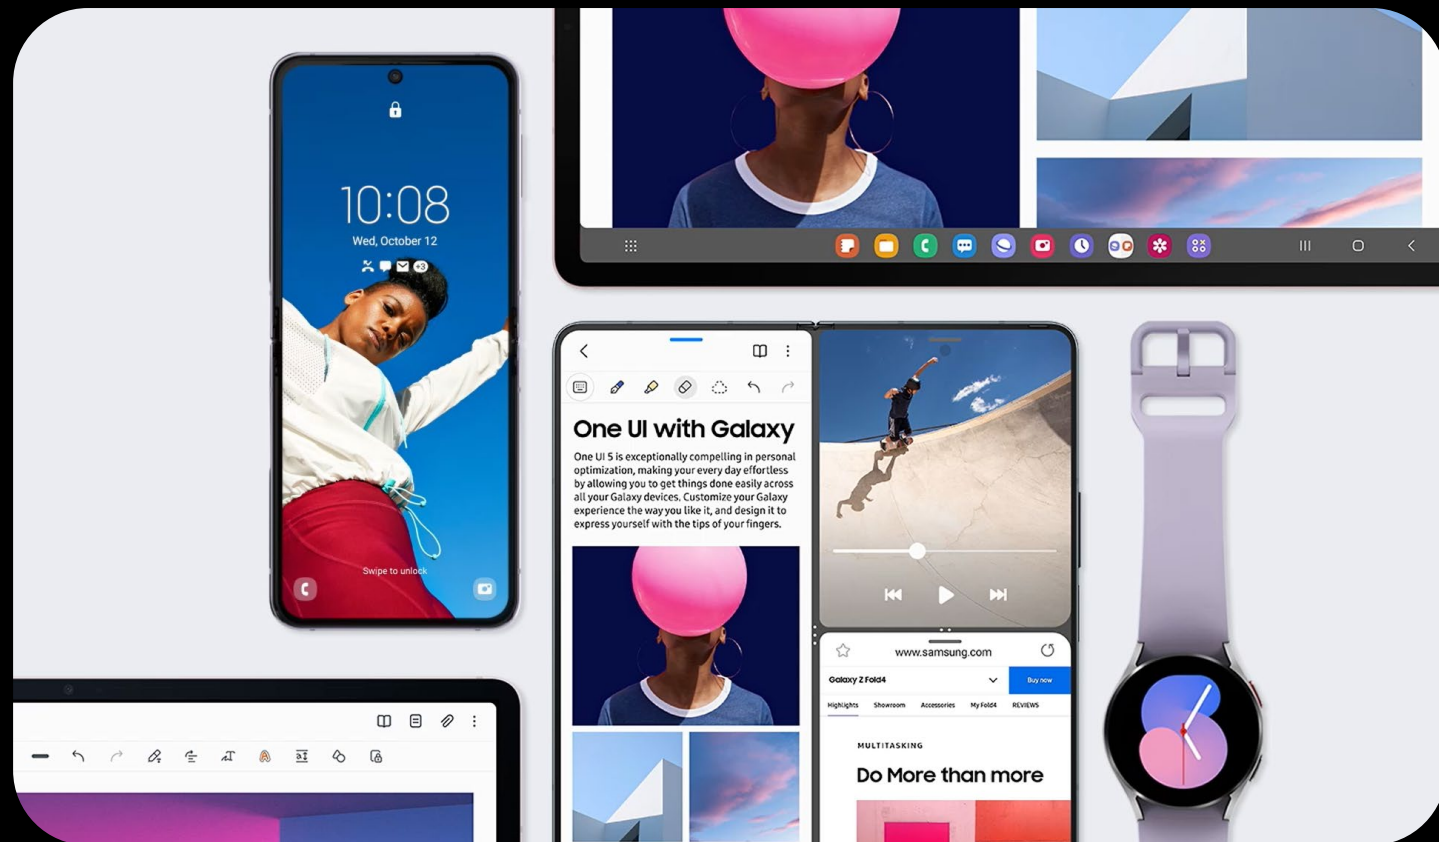 10:08
Wed, October 12
+3
Swipe to unlock
One UI with Galaxy
One UI 5 is exceptionally compelling in personal
optimization, making your every day effortless
by allowing you to get things done easily across
all your Galaxy devices. Customize your Galaxy
experience the way you like it, and design it to
express yourself with the tips of your fingers.
www.samsung.com
Galaxy Z Fold4
Buy now
Highlights Showroom Accessories My Fold4 REVIEWS
MULTITASKING
Do More than more